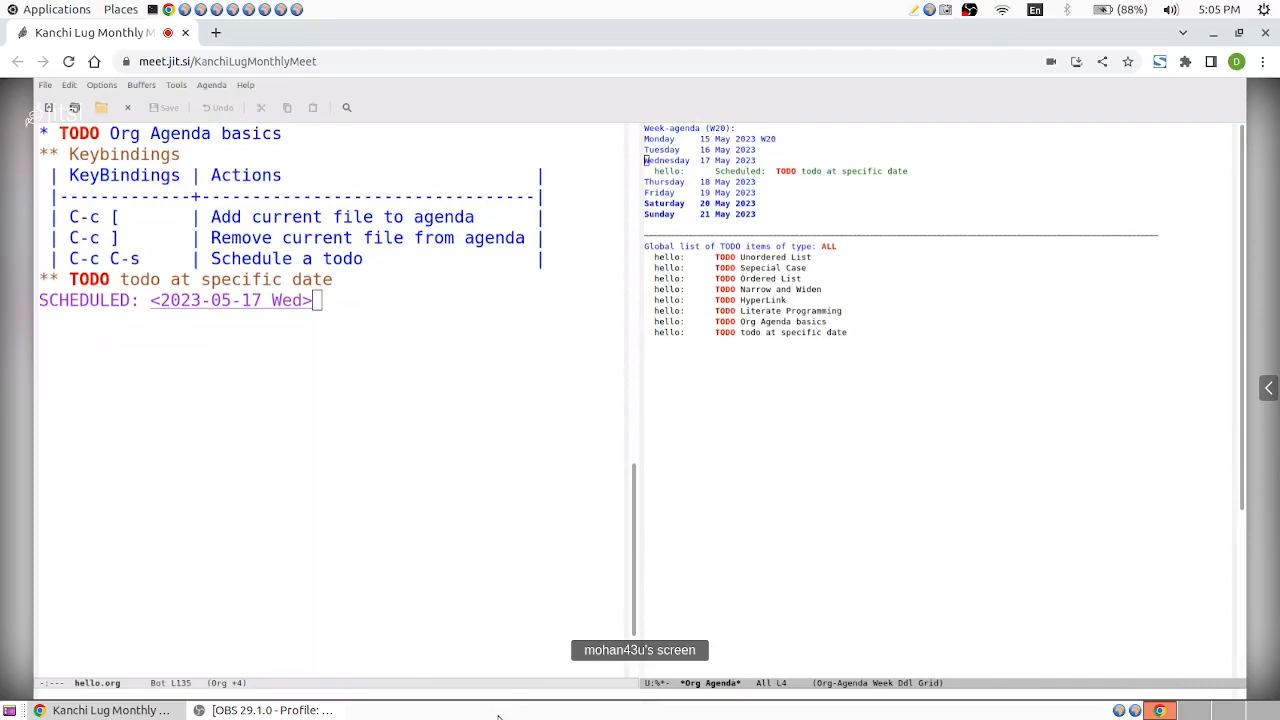 Applications Places En (88%) 5:05 PM
Kanchi Lug Monthly M
meet.jit.si/KanchiLugMonthlyMeet D
File Edit Options Buffers Tools Agenda Help
Save Undo
jitsi
* TODO Org Agenda basics
** Keybindings
| KeyBindings | Actions |
|-------------+--------------------------------|
| C-c [ | Add current file to agenda |
| C-c ] | Remove current file from agenda |
| C-c C-s | Schedule a todo |
** TODO todo at specific date
SCHEDULED: <2023-05-17 Wed>
Week-agenda (W20):
Monday 15 May 2023 W20
Tuesday 16 May 2023
Wednesday 17 May 2023
hello: Scheduled: TODO todo at specific date
Thursday 18 May 2023
Friday 19 May 2023
Saturday 20 May 2023
Sunday 21 May 2023
Global list of TODO items of type: ALL
hello: TODO Unordered List
hello: TODO Sepecial Case
hello: TODO Ordered List
hello: TODO Narrow and Widen
hello: TODO HyperLink
hello: TODO Literate Programming
hello: TODO Org Agenda basics
hello: TODO todo at specific date
mohan43u's screen
-:--- hello.org Bot L135 (Org +4)
U:%*- *Org Agenda* All L4 (Org-Agenda Week Ddl Grid)
Kanchi Lug Monthly ... [OBS 29.1.0 - Profile: ...